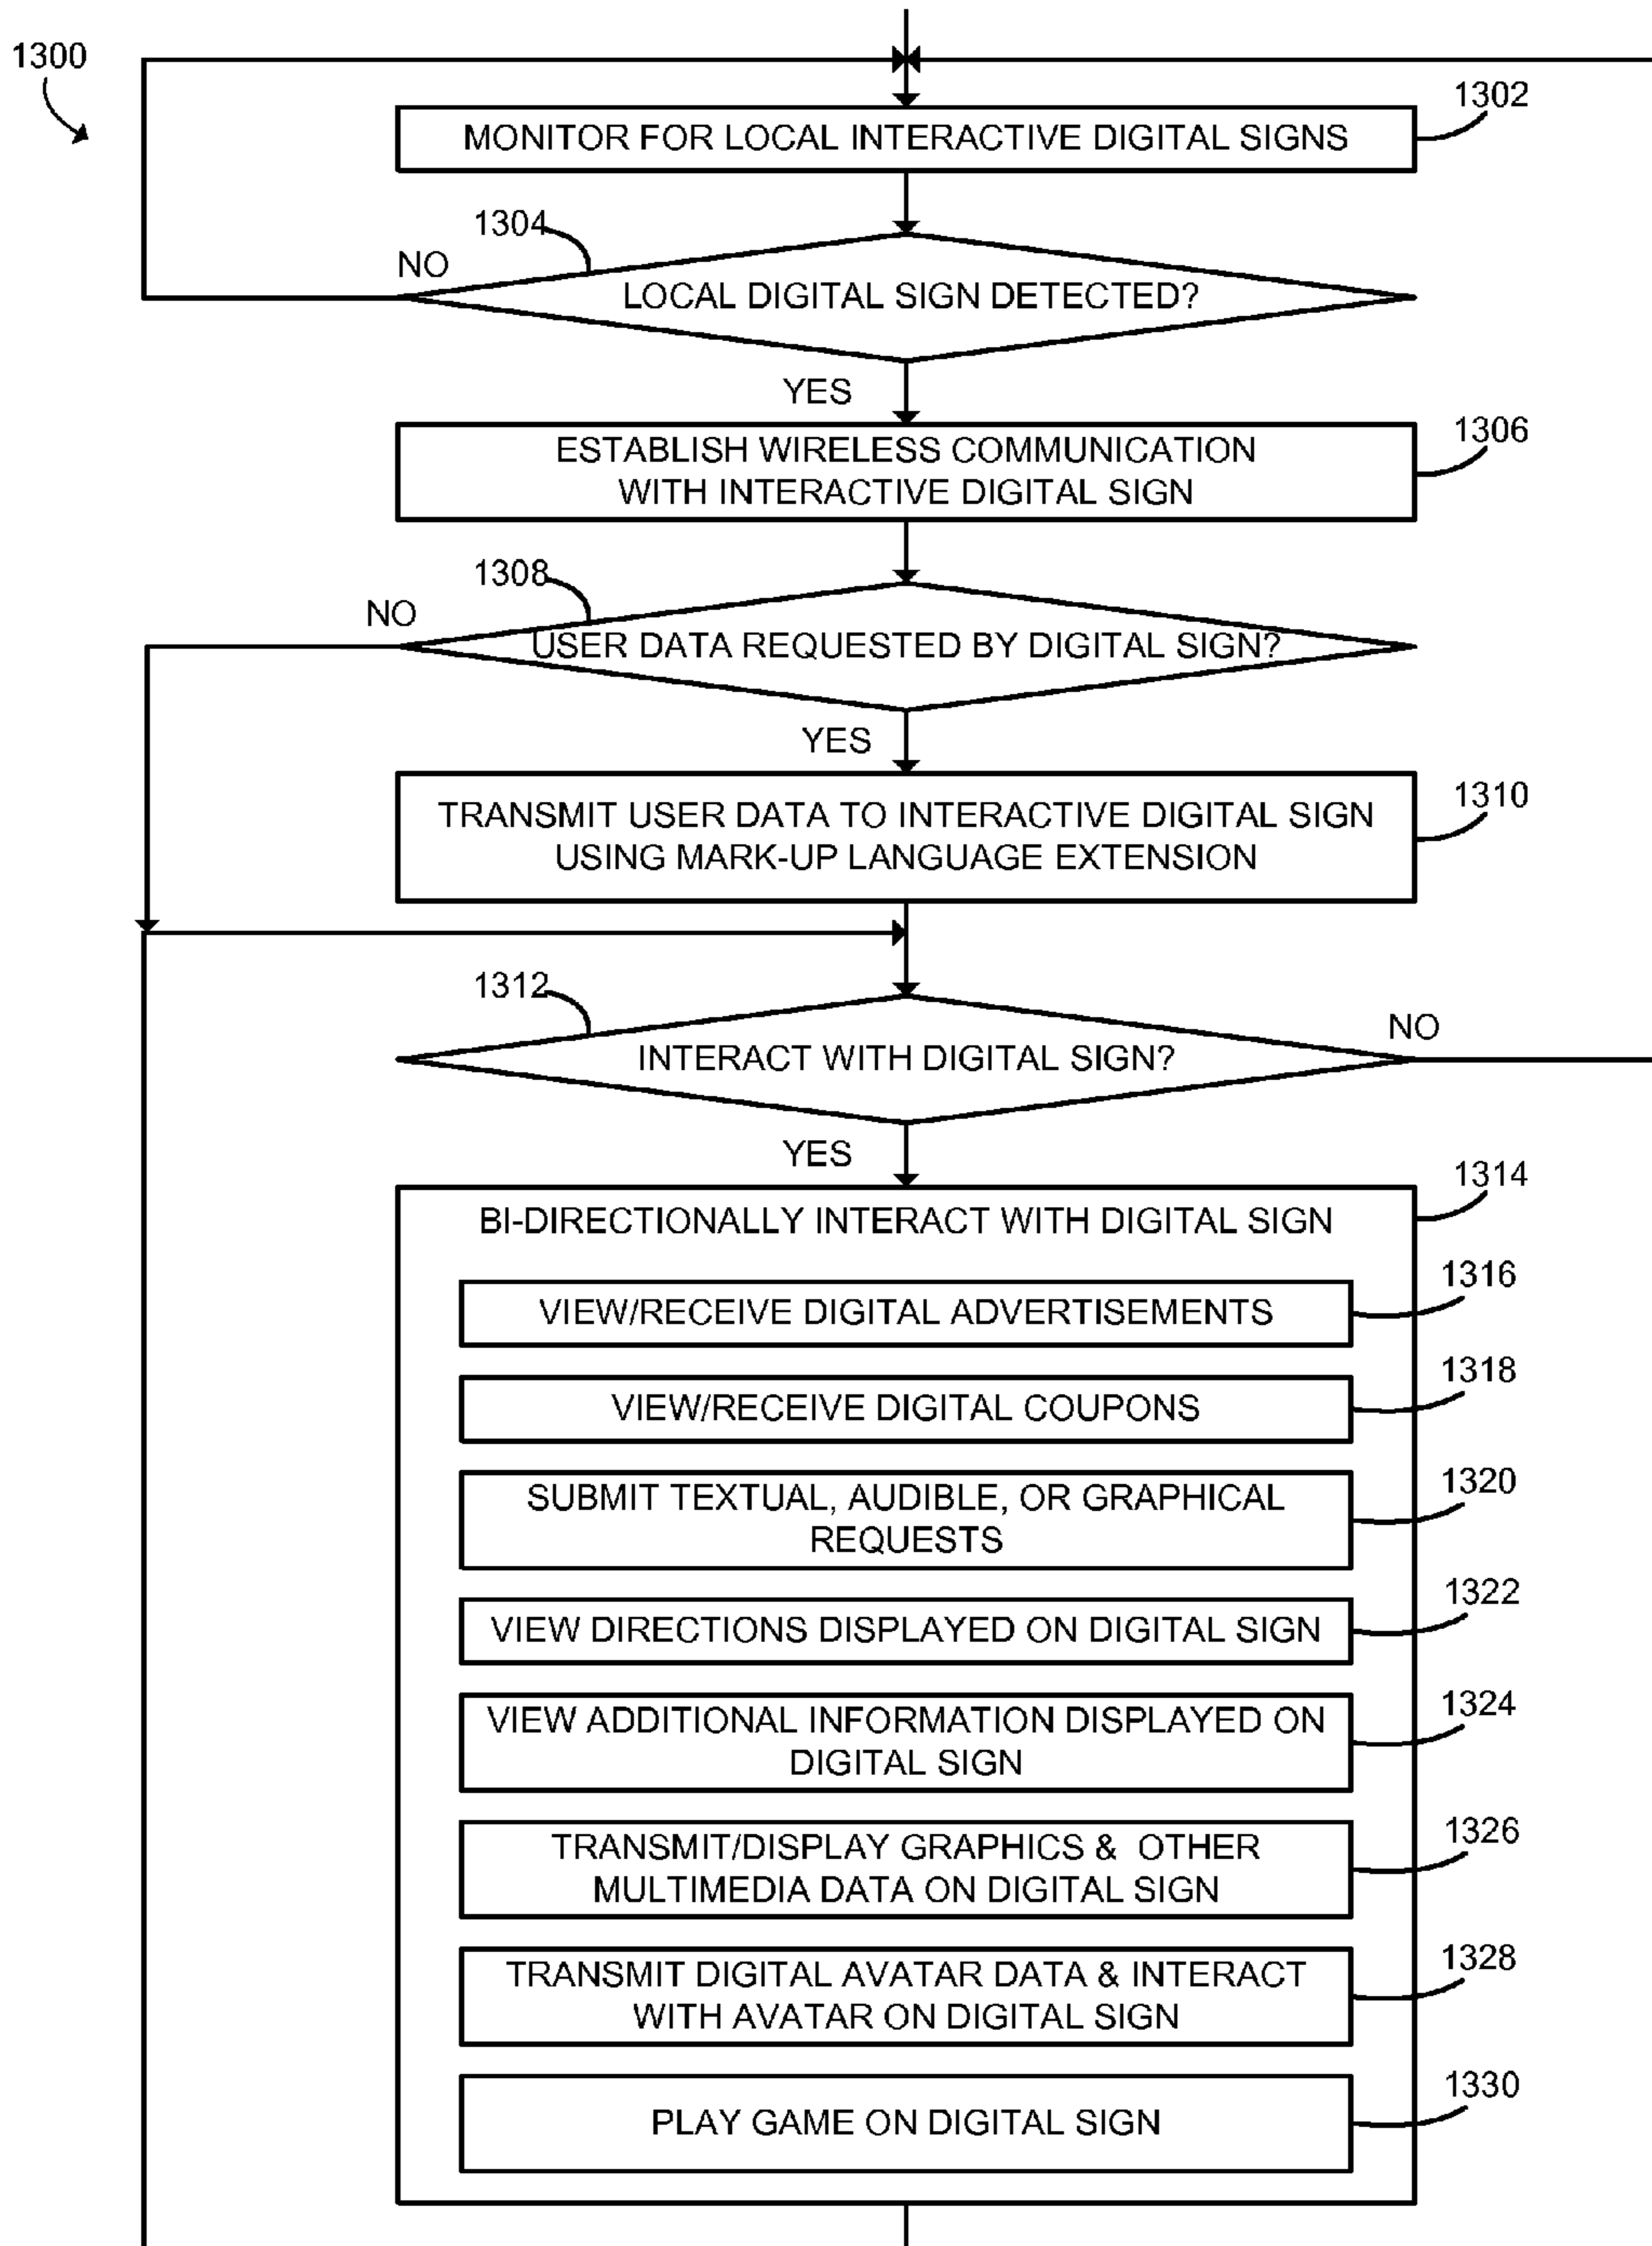 1300
1302
MONITOR FOR LOCAL INTERACTIVE DIGITAL SIGNS
1304
NO
LOCAL DIGITAL SIGN DETECTED?
YES
1306
ESTABLISH WIRELESS COMMUNICATION
WITH INTERACTIVE DIGITAL SIGN
1308
NO
USER DATA REQUESTED BY DIGITAL SIGN?
YES
1310
TRANSMIT USER DATA TO INTERACTIVE DIGITAL SIGN
USING MARK-UP LANGUAGE EXTENSION
1312
NO
INTERACT WITH DIGITAL SIGN?
YES
1314
BI-DIRECTIONALLY INTERACT WITH DIGITAL SIGN
1316
VIEW/RECEIVE DIGITAL ADVERTISEMENTS
1318
VIEW/RECEIVE DIGITAL COUPONS
1320
SUBMIT TEXTUAL, AUDIBLE, OR GRAPHICAL
REQUESTS
1322
VIEW DIRECTIONS DISPLAYED ON DIGITAL SIGN
1324
VIEW ADDITIONAL INFORMATION DISPLAYED ON
DIGITAL SIGN
1326
TRANSMIT/DISPLAY GRAPHICS & OTHER
MULTIMEDIA DATA ON DIGITAL SIGN
1328
TRANSMIT DIGITAL AVATAR DATA & INTERACT
WITH AVATAR ON DIGITAL SIGN
1330
PLAY GAME ON DIGITAL SIGN